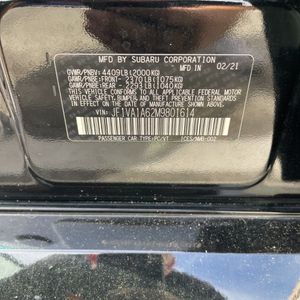 MFD BY SUBARU CORPORATION
02/21
GVWR/PNBV: 4409LB (2000KG)
GAWR/PNBE: FRONT- 2370LB (1075KG)
GAWR/PNBE: REAR - 2293LB (1040KG)
THIS VEHICLE CONFORMS TO ALL
APPLICABLE U.S. FEDERAL MOTOR
VEHICLE SAFETY, BUMPER, AND THEFT
PREVENTION STANDARDS IN EFFECT ON
THE DATE OF MANUFACTURE SHOWN ABOVE.
VIN: JF1VA1A62M9801614
PASSENGER CAR TYPE: PC/VT